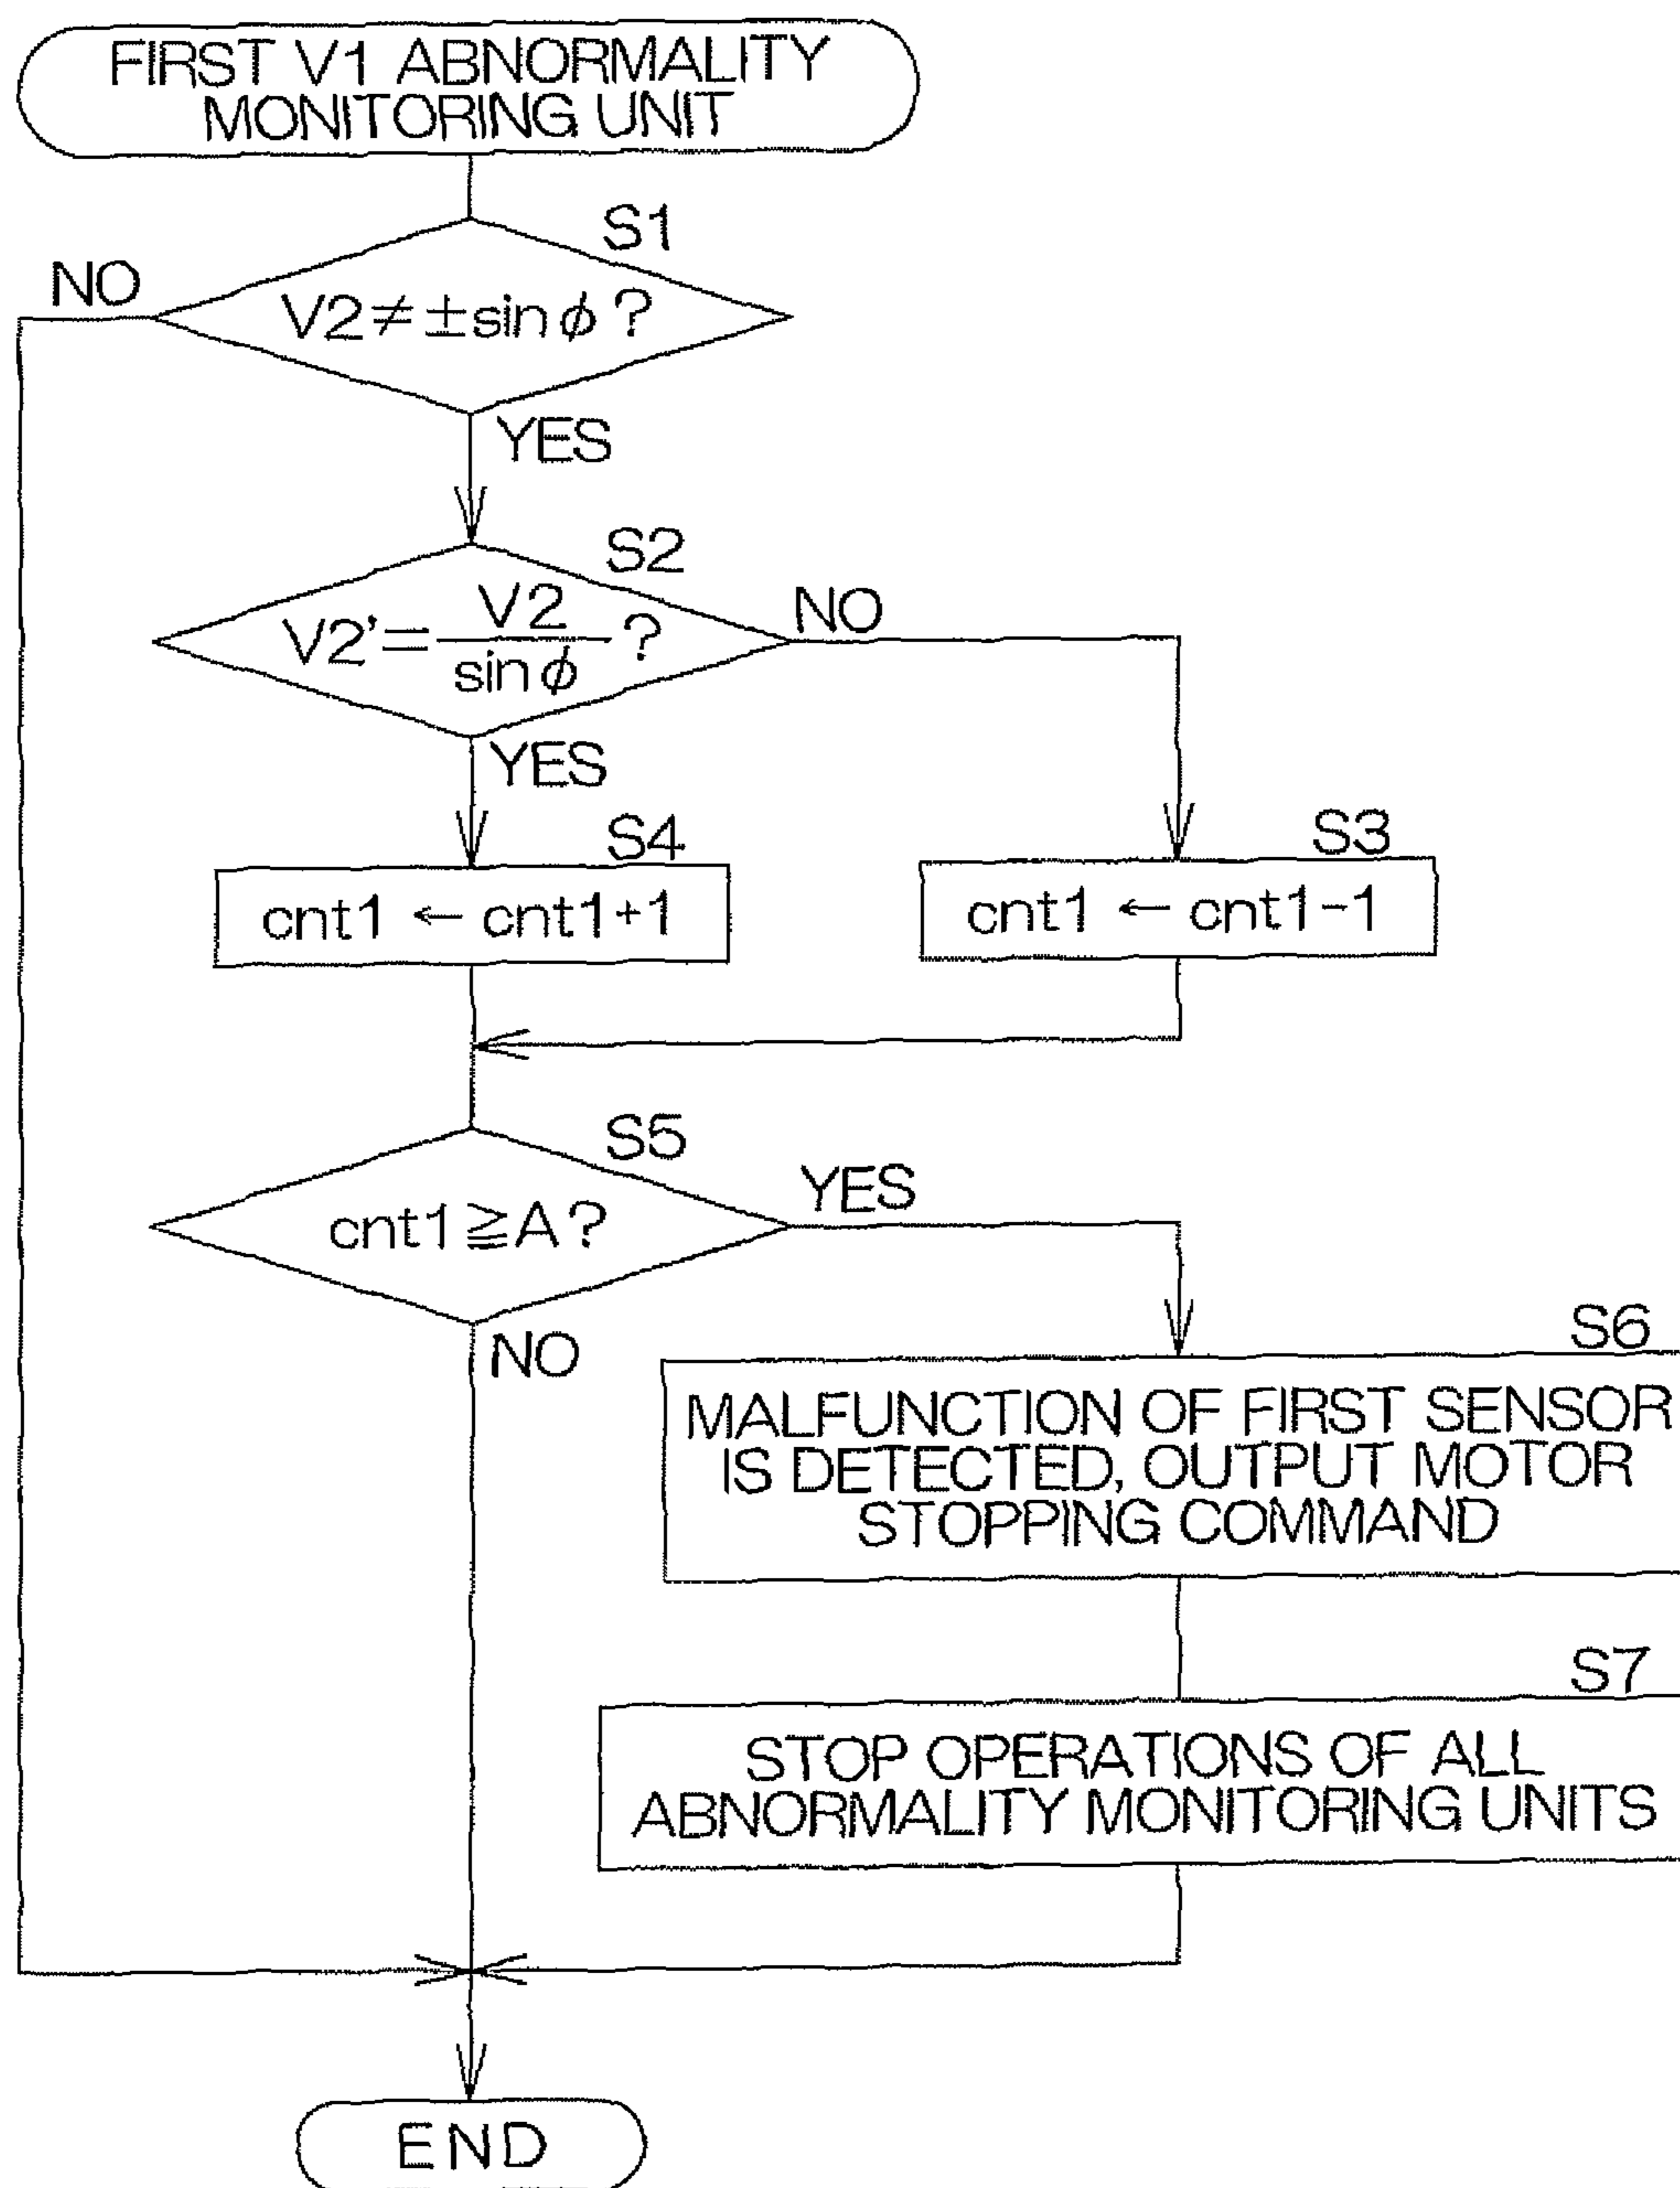 FIRST V1 ABNORMALITY
MONITORING UNIT
S1
NO
V2≠±sinφ?
YES
S2
V2'=V2/sinφ?
NO
YES
S4
cnt1 ← cnt1+1
S3
cnt1 ← cnt1-1
S5
cnt1≧A?
YES
NO
S6
MALFUNCTION OF FIRST SENSOR
IS DETECTED, OUTPUT MOTOR
STOPPING COMMAND
S7
STOP OPERATIONS OF ALL
ABNORMALITY MONITORING UNITS
END